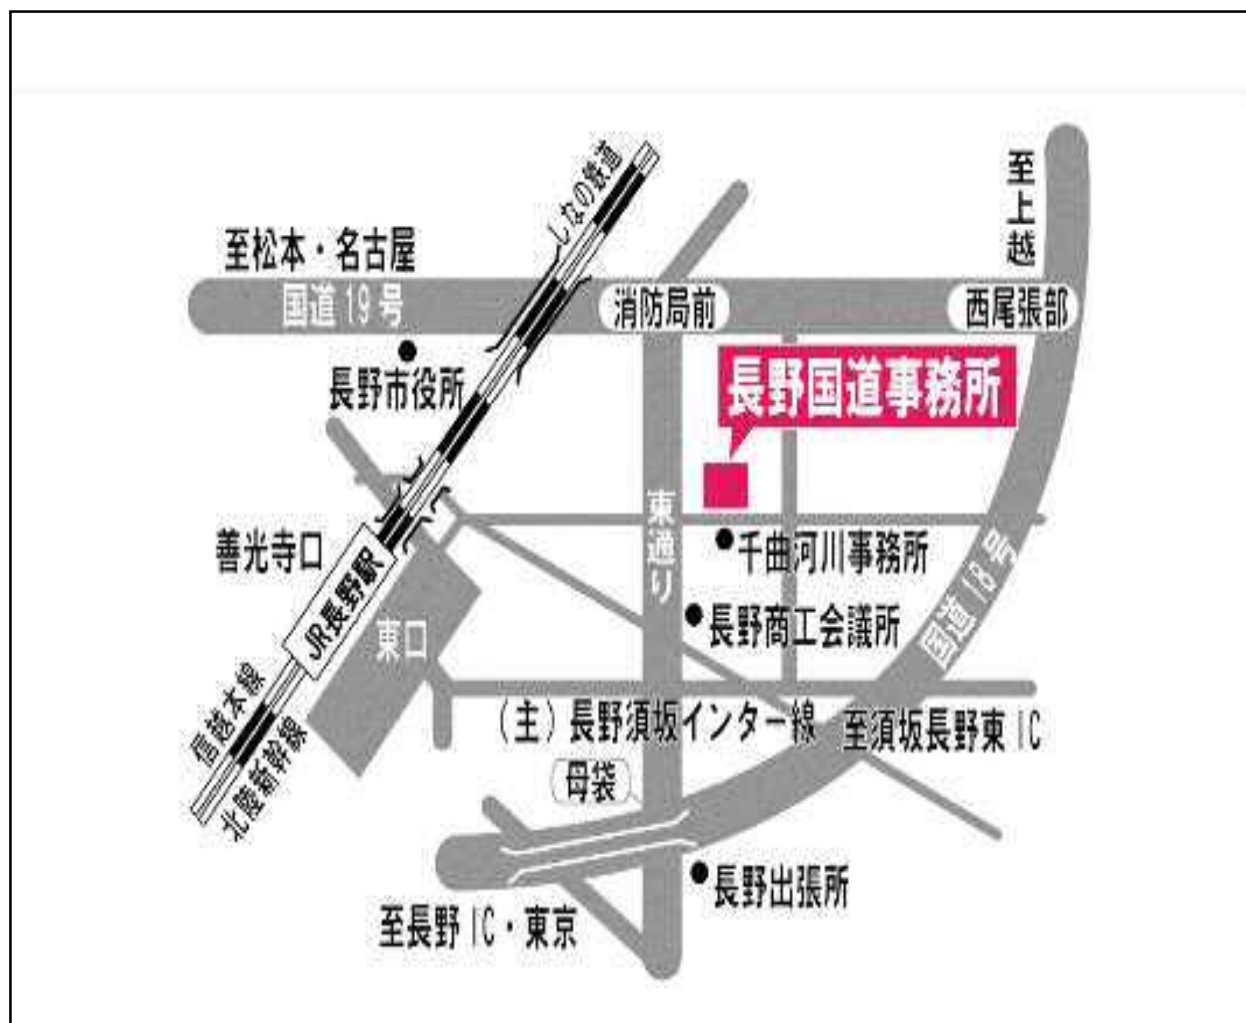 至上越
しなの鉄道
至松本・名古屋
国道19号
消防局前
西尾張部
長野市役所
長野国道事務所
東通り
善光寺口
千曲河川事務所
国道18号
JR長野駅
長野商工会議所
東口
信越本線
北陸新幹線
(主)長野須坂インター線
至須坂長野東IC
母袋
長野出張所
至長野IC・東京